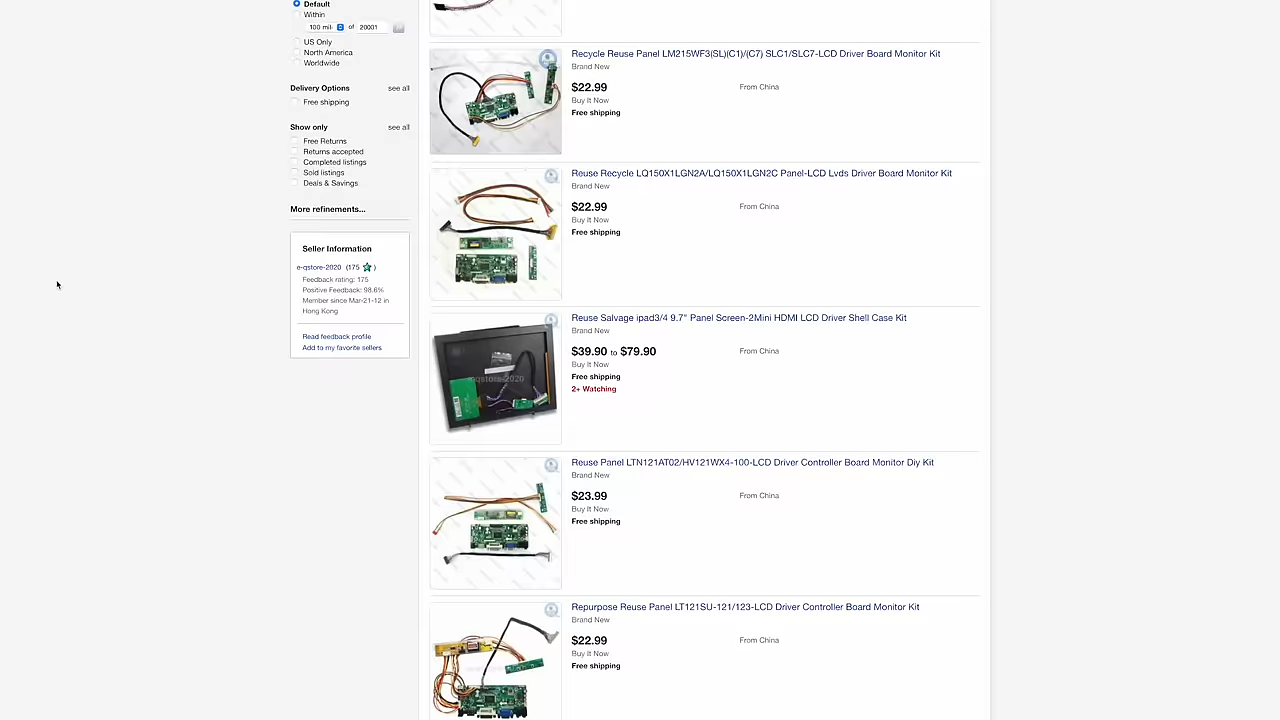 Default
Within
100 mil
of
20001
US Only
North America
Worldwide
Delivery Options
see all
Free shipping
Show only
see all
Free Returns
Returns accepted
Completed listings
Sold listings
Deals & Savings
More refinements...
Seller Information
e-qstore-2020 (175 )
Feedback rating: 175
Positive Feedback: 98.6%
Member since Mar-21-12 in
Hong Kong
Read feedback profile
Add to my favorite sellers
Recycle Reuse Panel LM215WF3(SL)(C1)/(C7) SLC1/SLC7-LCD Driver Board Monitor Kit
Brand New
$22.99
From China
Buy It Now
Free shipping
Reuse Recycle LQ150X1LGN2A/LQ150X1LGN2C Panel-LCD Lvds Driver Board Monitor Kit
Brand New
$22.99
From China
Buy It Now
Free shipping
Reuse Salvage ipad3/4 9.7" Panel Screen-2Mini HDMI LCD Driver Shell Case Kit
Brand New
$39.90 to $79.90
From China
Buy It Now
Free shipping
2+ Watching
Reuse Panel LTN121AT02/HV121WX4-100-LCD Driver Controller Board Monitor Diy Kit
Brand New
$23.99
From China
Buy It Now
Free shipping
Repurpose Reuse Panel LT121SU-121/123-LCD Driver Controller Board Monitor Kit
Brand New
$22.99
From China
Buy It Now
Free shipping